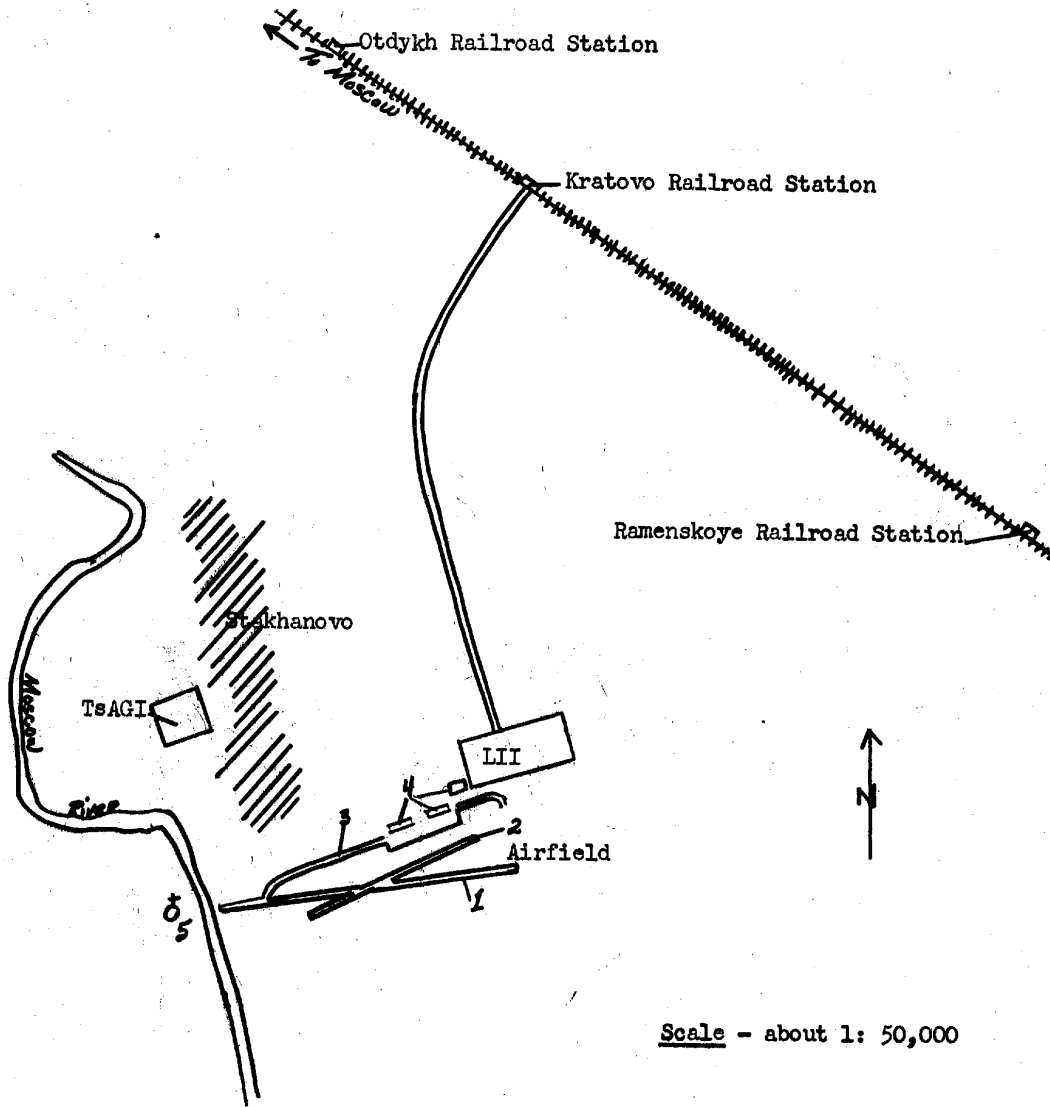 Otdykh Railroad Station
To Moscow
Kratovo Railroad Station
Ramenskoye Railroad Station
Stakhanovo
Moscow
TsAGI
LII
River
4
3
2
Airfield
1
5
N
Scale - about 1: 50,000